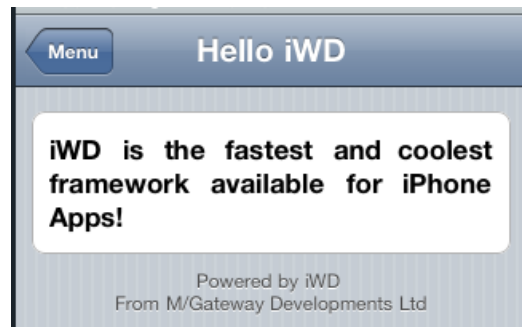 Menu
Hello iWD
iWD is the fastest and coolest
framework available for iPhone
Apps!
Powered by iWD
From M/Gateway Developments Ltd